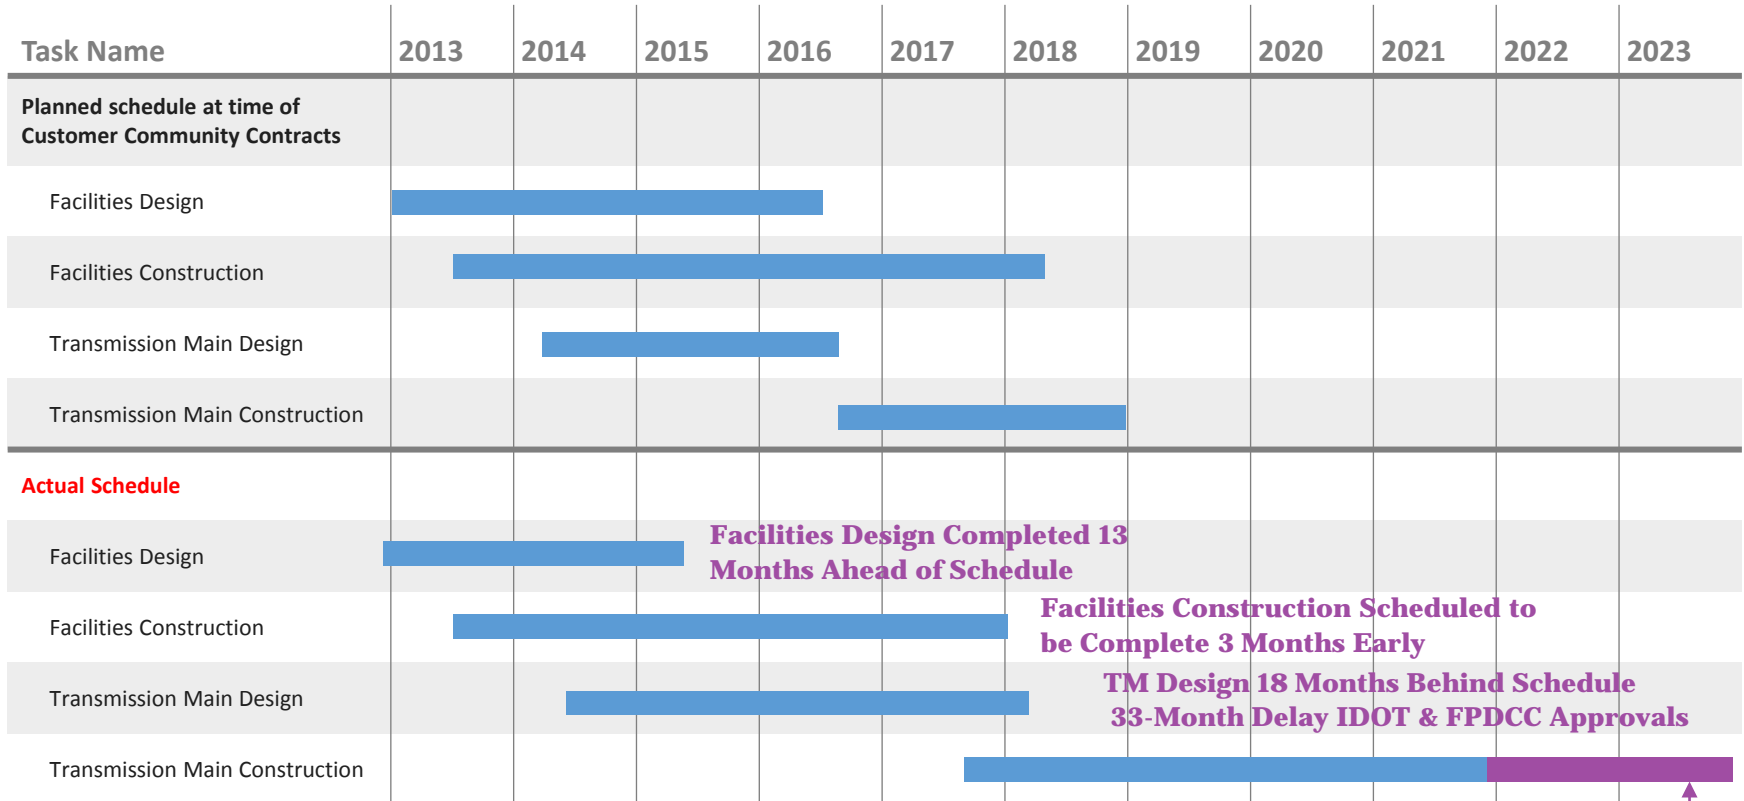 Task Name 2013 2014 2015 2016 2017 2018 2019 2020 2021 2022 2023
Planned schedule at time of
Customer Community Contracts
Facilities Design
Facilities Construction
Transmission Main Design
Transmission Main Construction
Actual Schedule
Facilities Design
Facilities Design Completed 13
Months Ahead of Schedule
Facilities Construction
Facilities Construction Scheduled to
be Complete 3 Months Early
Transmission Main Design
TM Design 18 Months Behind Schedule
33-Month Delay IDOT & FPDCC Approvals
Transmission Main Construction